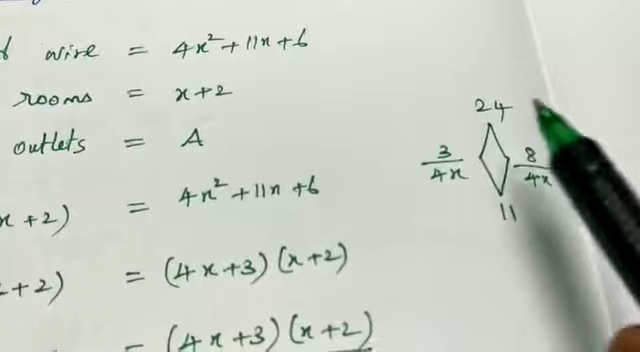 wire = 4x²+11x+6
rooms = x+2
outlets = A
x+2) = 4x²+11x+6
+2) = (4x+3)(x+2)
= (4x+3)(x+2)
24
3/4x 8/4x
11